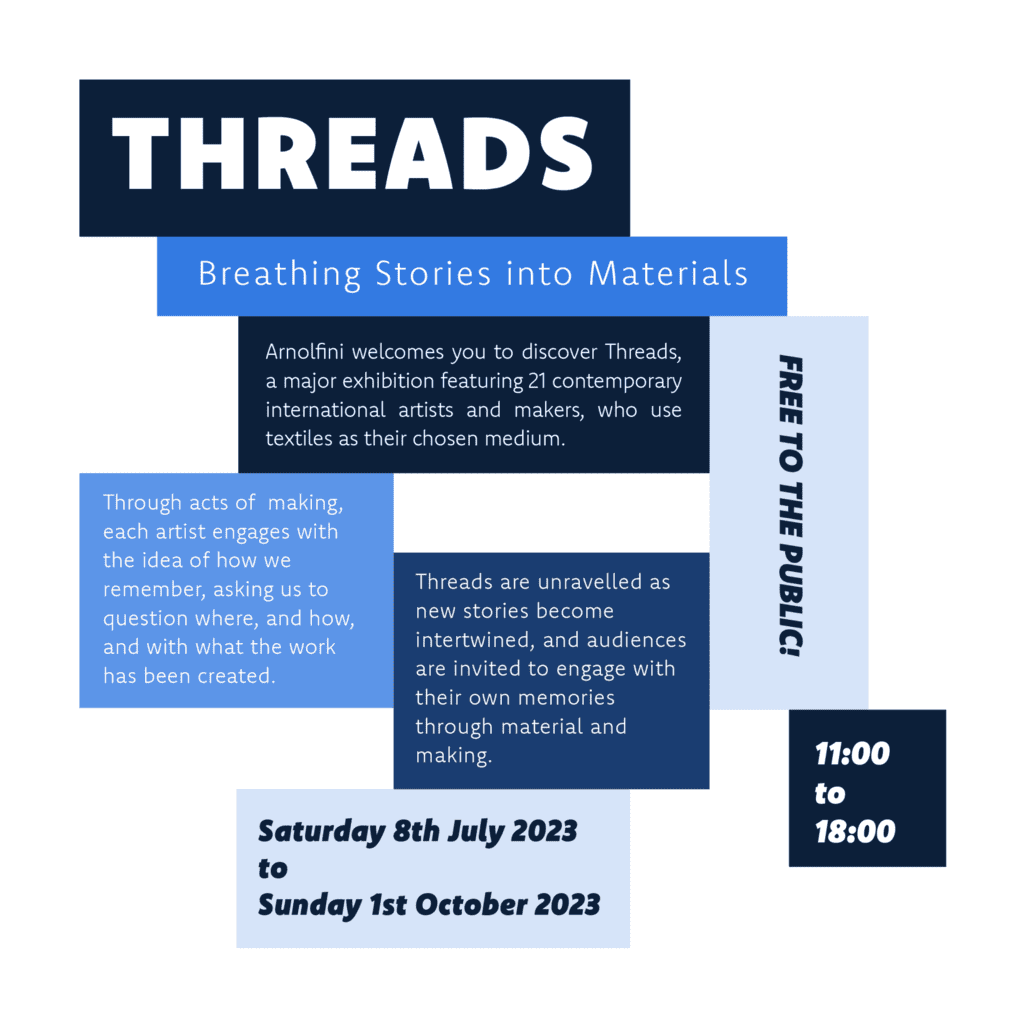 THREADS
Breathing Stories into Materials
Arnolfini welcomes you to discover Threads,
a major exhibition featuring 21 contemporary
international artists and makers, who use
textiles as their chosen medium.
FREE TO THE PUBLIC!
Through acts of making,
each artist engages with
the idea of how we
remember, asking us to
question where, and how,
and with what the work
has been created.
Threads are unravelled as
new stories become
intertwined, and audiences
are invited to engage with
their own memories
through material and
making.
11:00
to
18:00
Saturday 8th July 2023
to
Sunday 1st October 2023